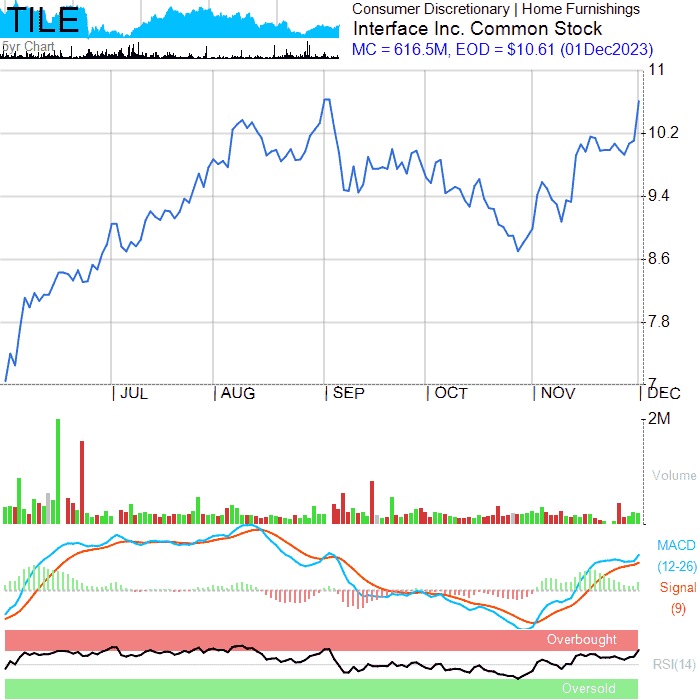 TILE
5yr Chart
Consumer Discretionary | Home Furnishings
Interface Inc. Common Stock
MC = 616.5M, EOD = $10.61 (01Dec2023)
11
10.2
9.4
8.6
7.8
7
| JUL | AUG | SEP | OCT | NOV | DEC
2M
Volume
MACD
(12-26)
Signal
(9)
Overbought
RSI(14)
Oversold